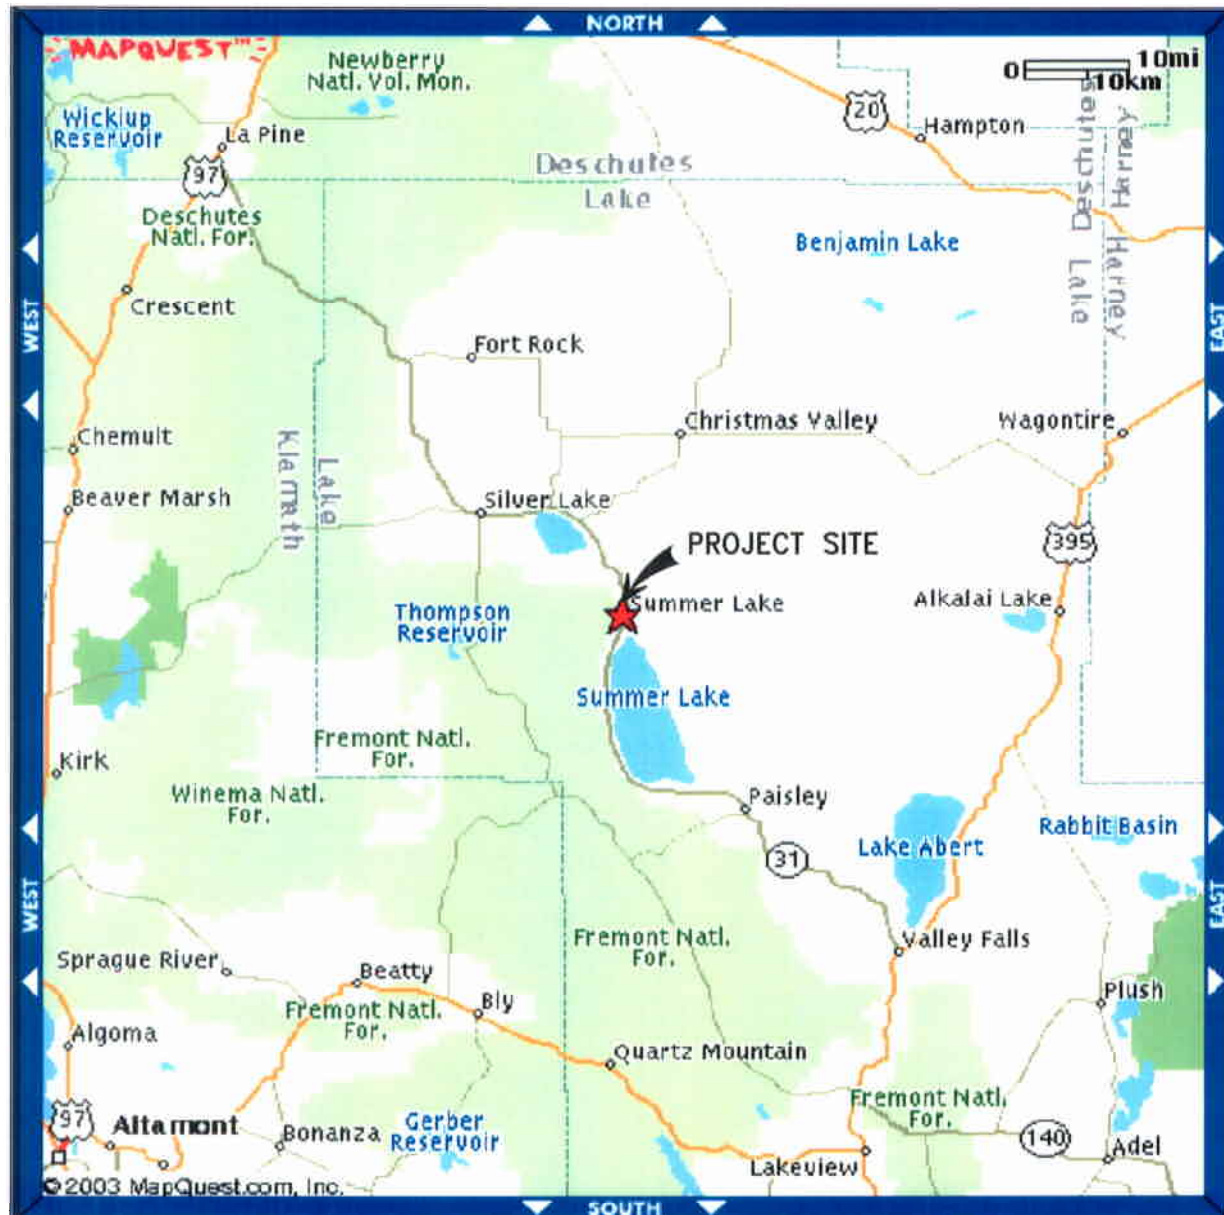 NORTH
MAPQUEST™
Newberry
Natl. Vol. Mon.
0 10mi
10km
20
Hampton
Wickiup
Reservoir
La Pine
97
Deschutes
Lake
Deschutes
Lake
Harney
Harney
Deschutes
Natl. For.
Benjamin Lake
WEST
EAST
Crescent
Fort Rock
Christmas Valley
Wagontire
Chemult
Klamath
Lake
Beaver Marsh
Silver Lake
395
PROJECT SITE
Summer Lake
Alkalai Lake
Thompson
Reservoir
Summer Lake
Fremont Natl.
For.
Kirk
Winema Natl.
For.
Paisley
Rabbit Basin
31
Lake Abert
WEST
EAST
Fremont Natl.
For.
Valley Falls
Sprague River
Beatty
Bly
Plush
Fremont Natl.
For.
Algoma
Quartz Mountain
97
Altamont
Bonanza
Gerber
Reservoir
Fremont Natl.
For.
140
Adel
Lakeview
©2003 MapQuest.com, Inc.
SOUTH